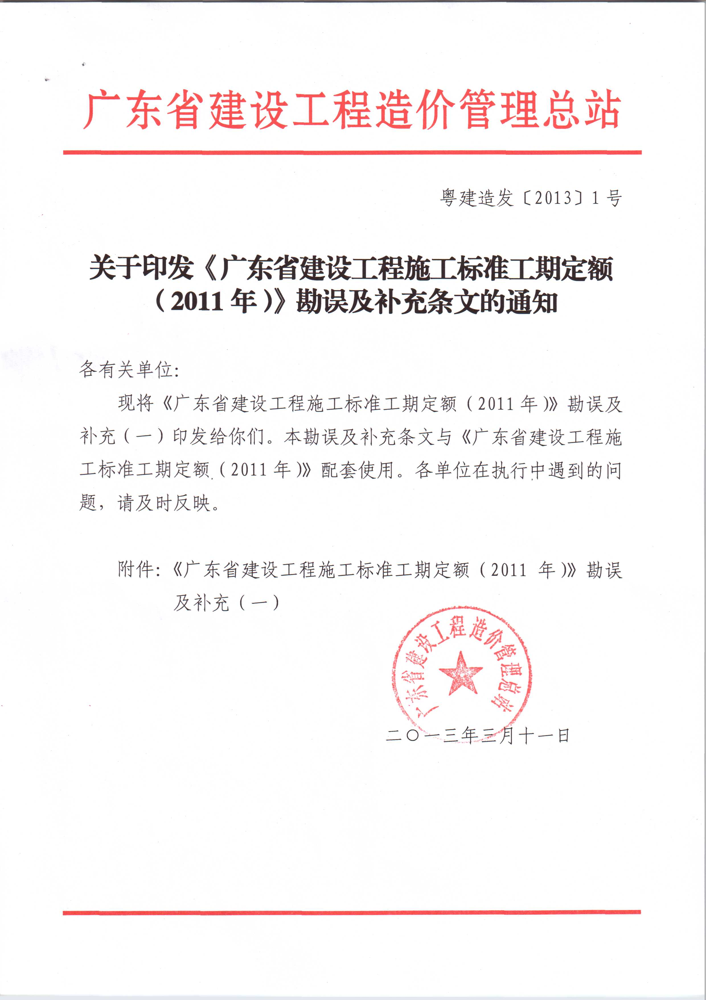 广东省建设工程造价管理总站
粤建造发〔2013〕1号
关于印发《广东省建设工程施工标准工期定额
（2011年）》勘误及补充条文的通知
各有关单位：
现将《广东省建设工程施工标准工期定额（2011年）》勘误及
补充（一）印发给你们。本勘误及补充条文与《广东省建设工程施
工标准工期定额（2011年）》配套使用。各单位在执行中遇到的问
题，请及时反映。
附件：《广东省建设工程施工标准工期定额（2011 年）》勘误
及补充（一）
广东省建设工程造价管理总站
二〇一三年三月十一日